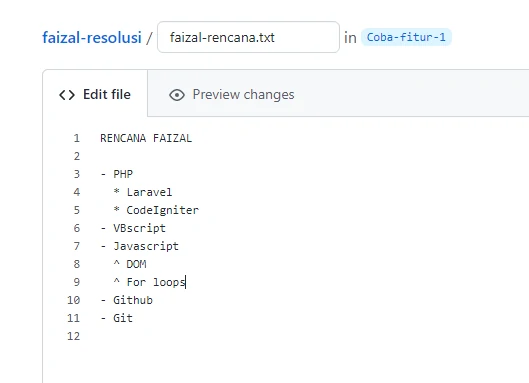 faizal-resolusi / faizal-rencana.txt in Coba-fitur-1
Edit file Preview changes
1 RENCANA FAIZAL
2
3 - PHP
4 * Laravel
5 * CodeIgniter
6 - VBscript
7 - Javascript
8 ^ DOM
9 ^ For loops
10 - Github
11 - Git
12